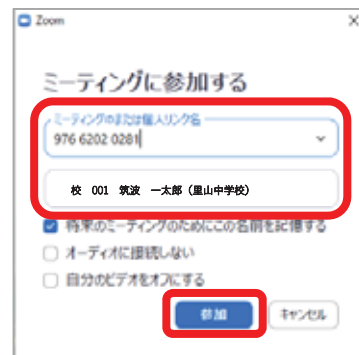 Zoom
ミーティングに参加する
ミーティングIDまたは個人リンク名
976 6202 0281
校 001 筑波 一太郎（里山中学校）
将来のミーティングのためにこの名前を記憶する
オーディオに接続しない
自分のビデオをオフにする
参加
キャンセル